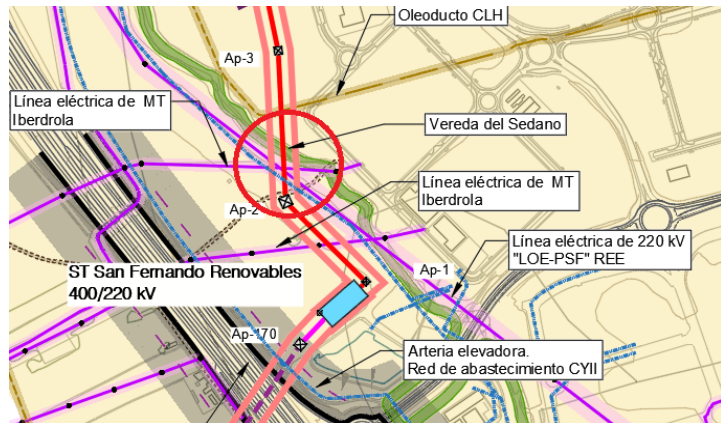 Oleoducto CLH
Ap-3
Línea eléctrica de MT
Iberdrola
Vereda del Sedano
Línea eléctrica de MT
Iberdrola
Ap-2
Línea eléctrica de 220 kV
"LOE-PSF" REE
Ap-1
ST San Fernando Renovables
400/220 kV
Ap-170
Arteria elevadora.
Red de abastecimiento CYII